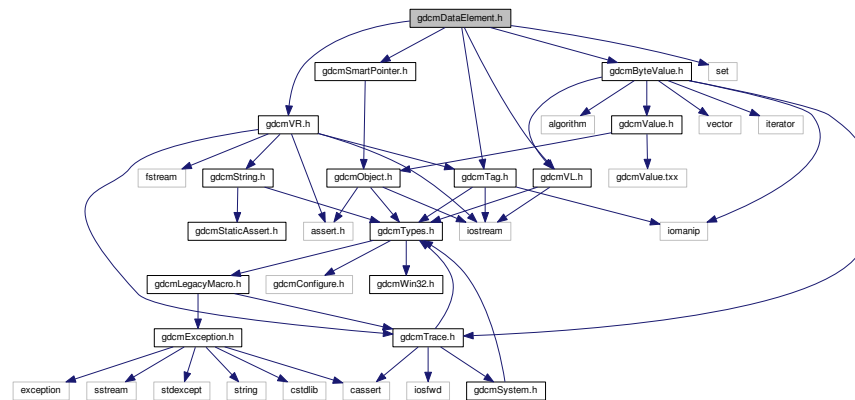 gdcmDataElement.h
gdcmSmartPointer.h
gdcmByteValue.h
set
gdcmVR.h
algorithm
gdcmValue.h
vector
iterator
fstream
gdcmString.h
gdcmObject.h
gdcmTag.h
gdcmVL.h
gdcmValue.txx
gdcmStaticAssert.h
assert.h
gdcmTypes.h
iostream
iomanip
gdcmLegacyMacro.h
gdcmConfigure.h
gdcmWin32.h
gdcmException.h
gdcmTrace.h
exception
sstream
stdexcept
string
cstdlib
cassert
iosfwd
gdcmSystem.h